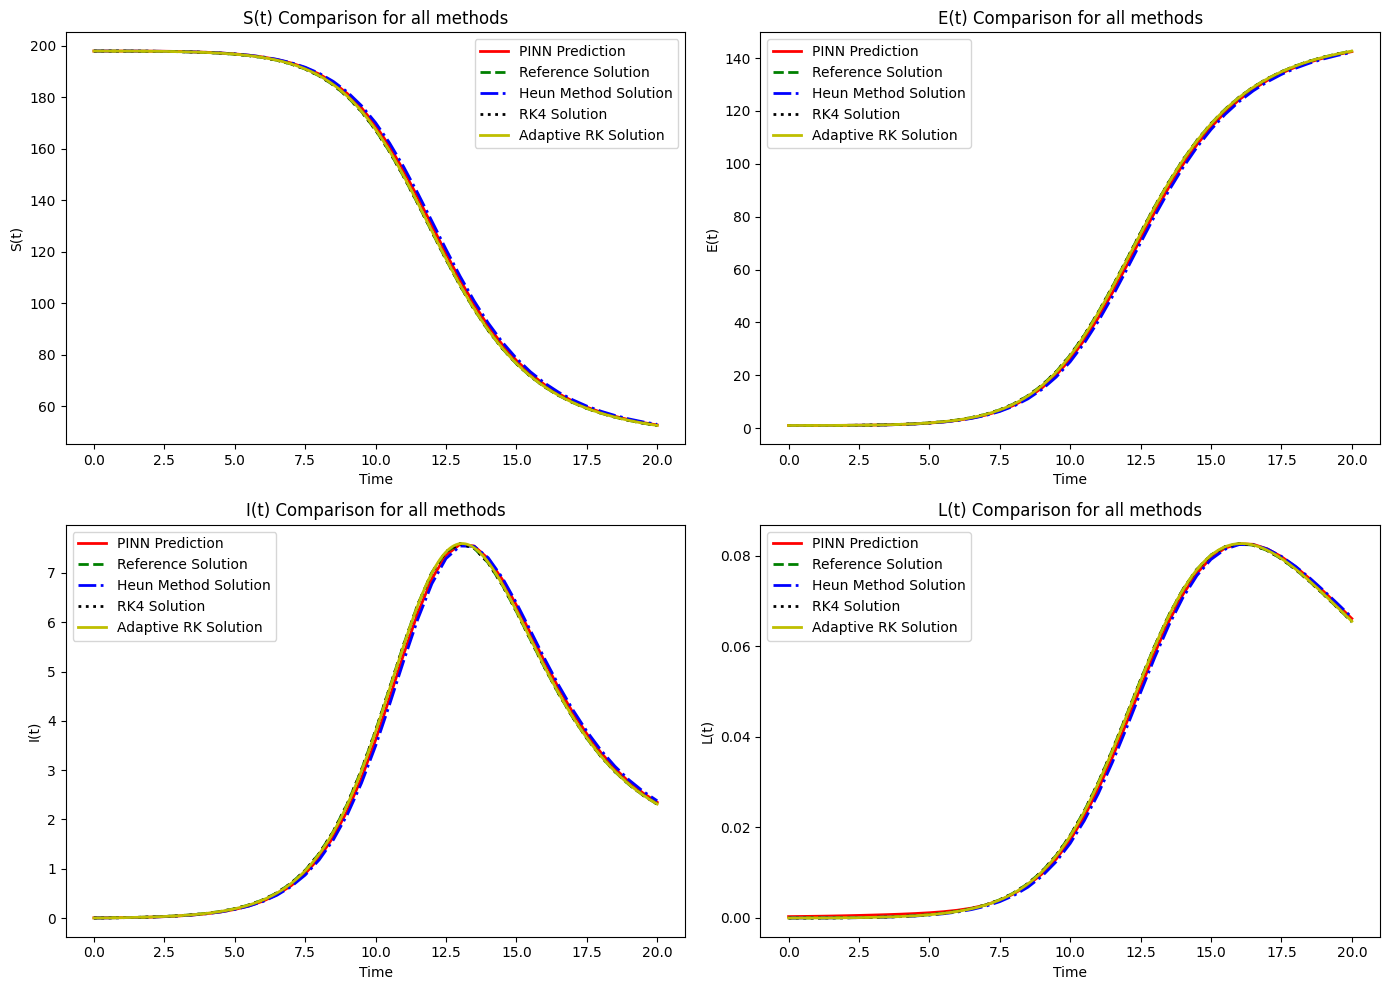 S(t) Comparison for all methods
200
180
160
140
120
100
80
60
S(t)
0.0 2.5 5.0 7.5 10.0 12.5 15.0 17.5 20.0
Time
PINN Prediction
Reference Solution
Heun Method Solution
RK4 Solution
Adaptive RK Solution
E(t) Comparison for all methods
140
120
100
80
60
40
20
0
E(t)
0.0 2.5 5.0 7.5 10.0 12.5 15.0 17.5 20.0
Time
PINN Prediction
Reference Solution
Heun Method Solution
RK4 Solution
Adaptive RK Solution
I(t) Comparison for all methods
7
6
5
4
3
2
1
0
I(t)
0.0 2.5 5.0 7.5 10.0 12.5 15.0 17.5 20.0
Time
PINN Prediction
Reference Solution
Heun Method Solution
RK4 Solution
Adaptive RK Solution
L(t) Comparison for all methods
0.08
0.06
0.04
0.02
0.00
L(t)
0.0 2.5 5.0 7.5 10.0 12.5 15.0 17.5 20.0
Time
PINN Prediction
Reference Solution
Heun Method Solution
RK4 Solution
Adaptive RK Solution